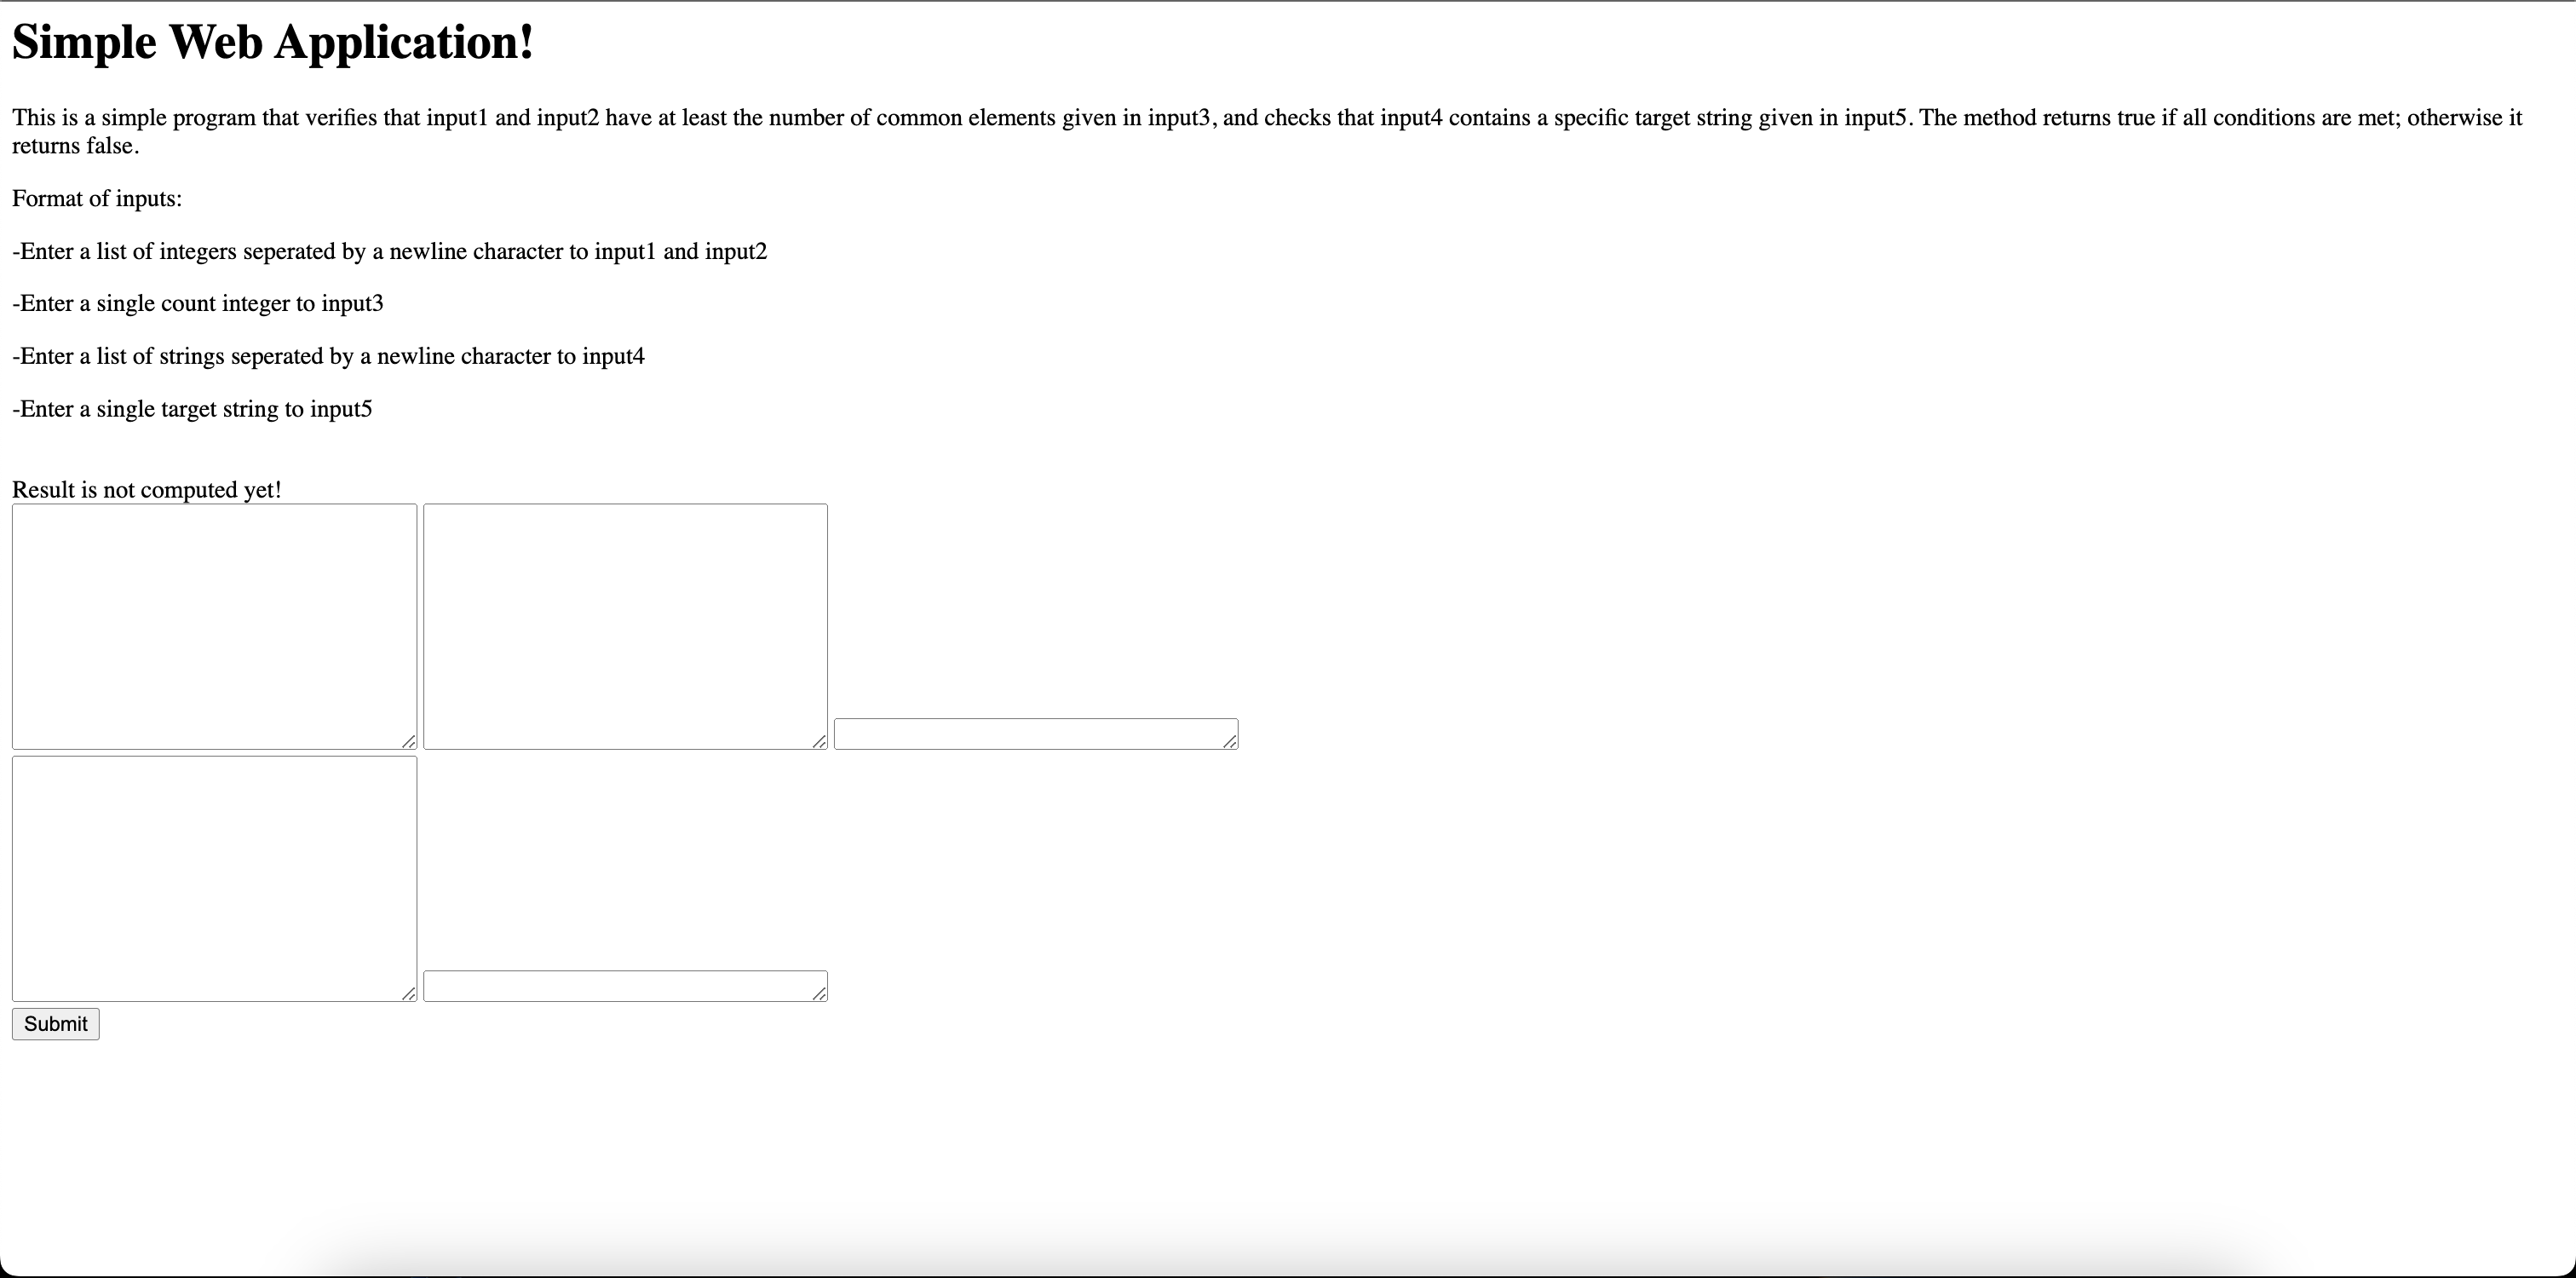 Simple Web Application!
This is a simple program that verifies that input1 and input2 have at least the number of common elements given in input3, and checks that input4 contains a specific target string given in input5. The method returns true if all conditions are met; otherwise it
returns false.
Format of inputs:
-Enter a list of integers seperated by a newline character to input1 and input2
-Enter a single count integer to input3
-Enter a list of strings seperated by a newline character to input4
-Enter a single target string to input5
Result is not computed yet!
Submit